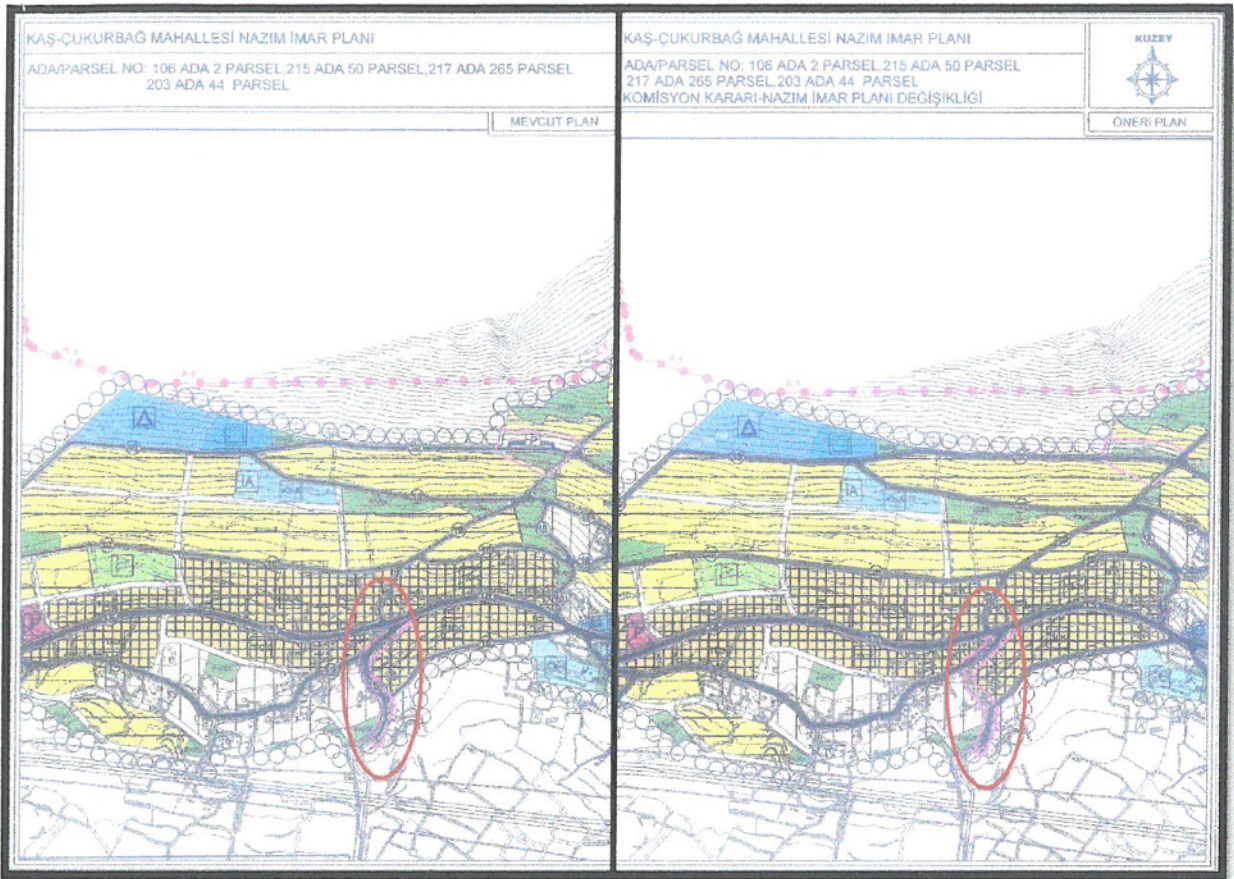 KAŞ-ÇUKURBAĞ MAHALLESİ NAZIM İMAR PLANI
ADA/PARSEL NO: 106 ADA 2 PARSEL,215 ADA 50 PARSEL,217 ADA 265 PARSEL
203 ADA 44 PARSEL
MEVCUT PLAN
KAŞ-ÇUKURBAĞ MAHALLESİ NAZIM İMAR PLANI
ADA/PARSEL NO: 106 ADA 2 PARSEL,215 ADA 50 PARSEL
217 ADA 265 PARSEL,203 ADA 44 PARSEL
KOMİSYON KARARI-NAZIM İMAR PLANI DEĞİŞİKLİĞİ
KUZEY
ÖNERİ PLAN
İA
İA